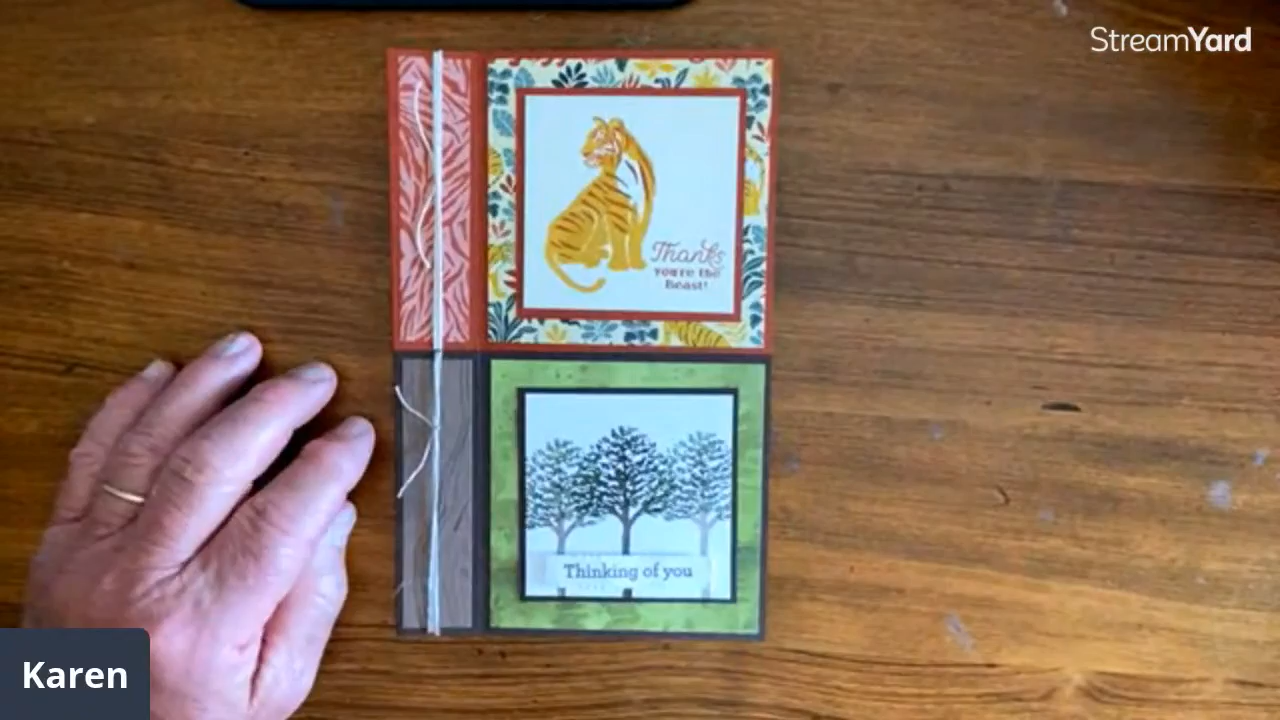 StreamYard
Thanks
you're the
Beast!
Thinking of you
Karen